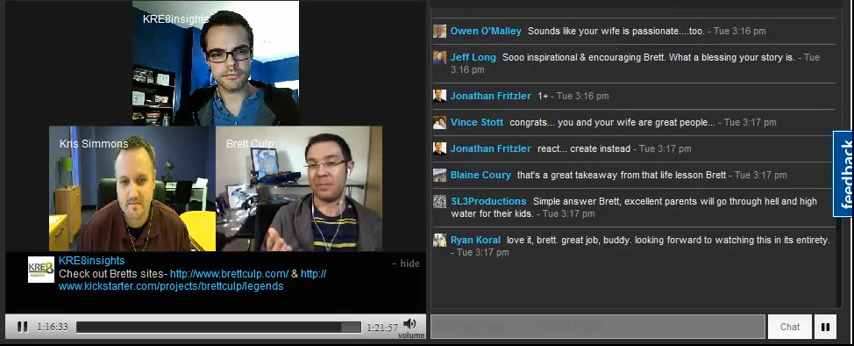 KRE8insights
Kris Simmons
Brett Culp
KRE8
KRE8insights
– hide
Check out Bretts sites- http://www.brettculp.com/ & http://
www.kickstarter.com/projects/brettculp/legends
1:16:33
1:21:57
volume
Owen O'Malley Sounds like your wife is passionate....too. - Tue 3:16 pm
Jeff Long Sooo inspirational & encouraging Brett. What a blessing your story is. - Tue
3:16 pm
Jonathan Fritzler 1+ - Tue 3:16 pm
Vince Stott congrats... you and your wife are great people... - Tue 3:17 pm
Jonathan Fritzler react... create instead - Tue 3:17 pm
Blaine Coury that's a great takeaway from that life lesson Brett - Tue 3:17 pm
SL3Productions Simple answer Brett, excellent parents will go through hell and high
water for their kids. - Tue 3:17 pm
Ryan Koral love it, brett. great job, buddy. looking forward to watching this in its entirety.
- Tue 3:17 pm
Chat
feedback